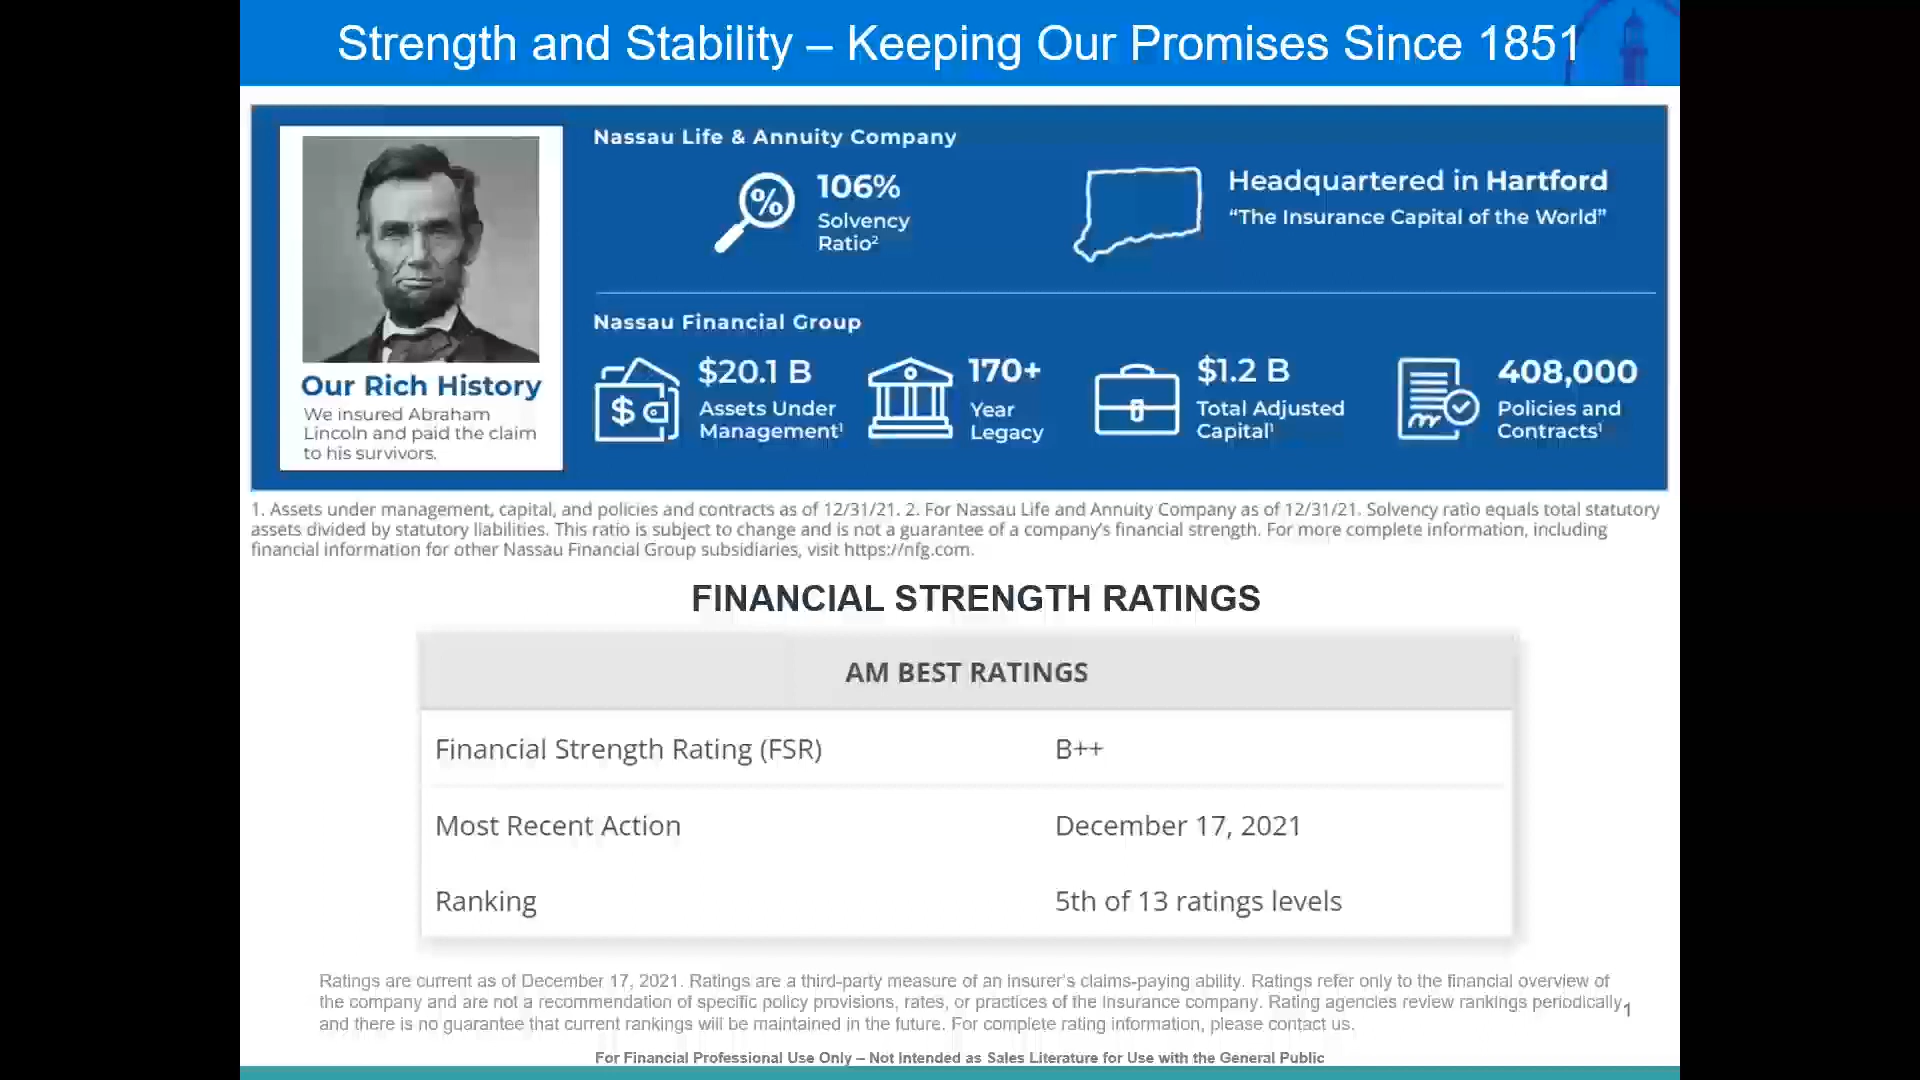 Strength and Stability – Keeping Our Promises Since 1851
Nassau Life & Annuity Company
%
106%
Solvency
Ratio²
Headquartered in Hartford
“The Insurance Capital of the World”
Our Rich History
We insured Abraham
Lincoln and paid the claim
to his survivors.
Nassau Financial Group
$
$20.1 B
Assets Under
Management¹
170+
Year
Legacy
$1.2 B
Total Adjusted
Capital¹
408,000
Policies and
Contracts¹
1. Assets under management, capital, and policies and contracts as of 12/31/21. 2. For Nassau Life and Annuity Company as of 12/31/21. Solvency ratio equals total statutory
assets divided by statutory liabilities. This ratio is subject to change and is not a guarantee of a company’s financial strength. For more complete information, including
financial information for other Nassau Financial Group subsidiaries, visit https://nfg.com.
FINANCIAL STRENGTH RATINGS
AM BEST RATINGS
Financial Strength Rating (FSR) B++
Most Recent Action December 17, 2021
Ranking 5th of 13 ratings levels
Ratings are current as of December 17, 2021. Ratings are a third-party measure of an insurer’s claims-paying ability. Ratings refer only to the financial overview of
the company and are not a recommendation of specific policy provisions, rates, or practices of the insurance company. Rating agencies review rankings periodically
and there is no guarantee that current rankings will be maintained in the future. For complete rating information, please contact us.
1
For Financial Professional Use Only – Not Intended as Sales Literature for Use with the General Public